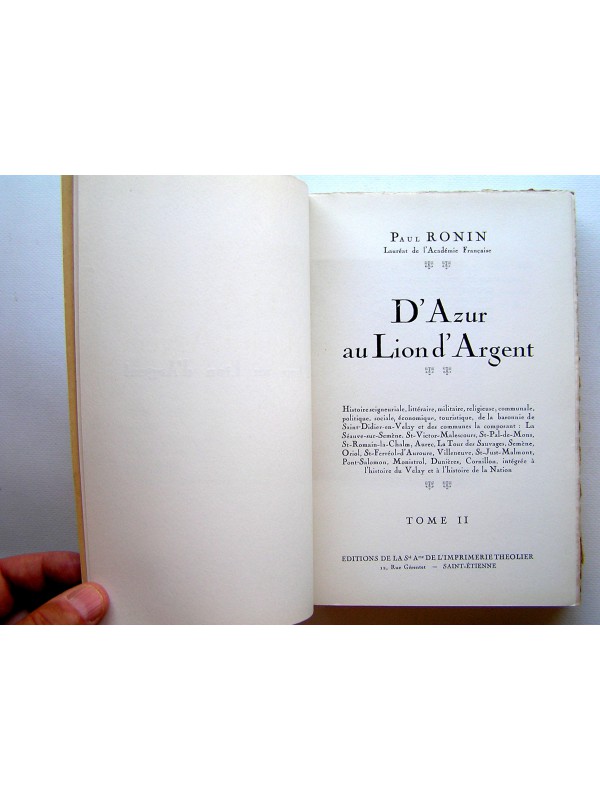 PAUL RONIN
Lauréat de l'Académie Française
D'Azur
au Lion d'Argent
Histoire seigneuriale, littéraire, militaire, religieuse, communale,
politique, sociale, économique, touristique, de la baronnie de
Saint-Didier-en-Velay et des communes la composant : La
Séauve-sur-Semène, St-Victor-Malescours, St-Pal-de-Mons,
St-Romain-la-Chalm, Aurec, La Tour des Sauvages, Semène,
Oriol, St-Ferréol-d'Auroure, Villeneuve, St-Just-Malmont,
Pont-Salomon, Monistrol, Dunières, Cornillon, intégrée à
l'histoire du Velay et à l'histoire de la Nation
TOME II
EDITIONS DE LA Sé Ame DE L'IMPRIMERIE THEOLIER
12, Rue Gérentet — SAINT-ÉTIENNE